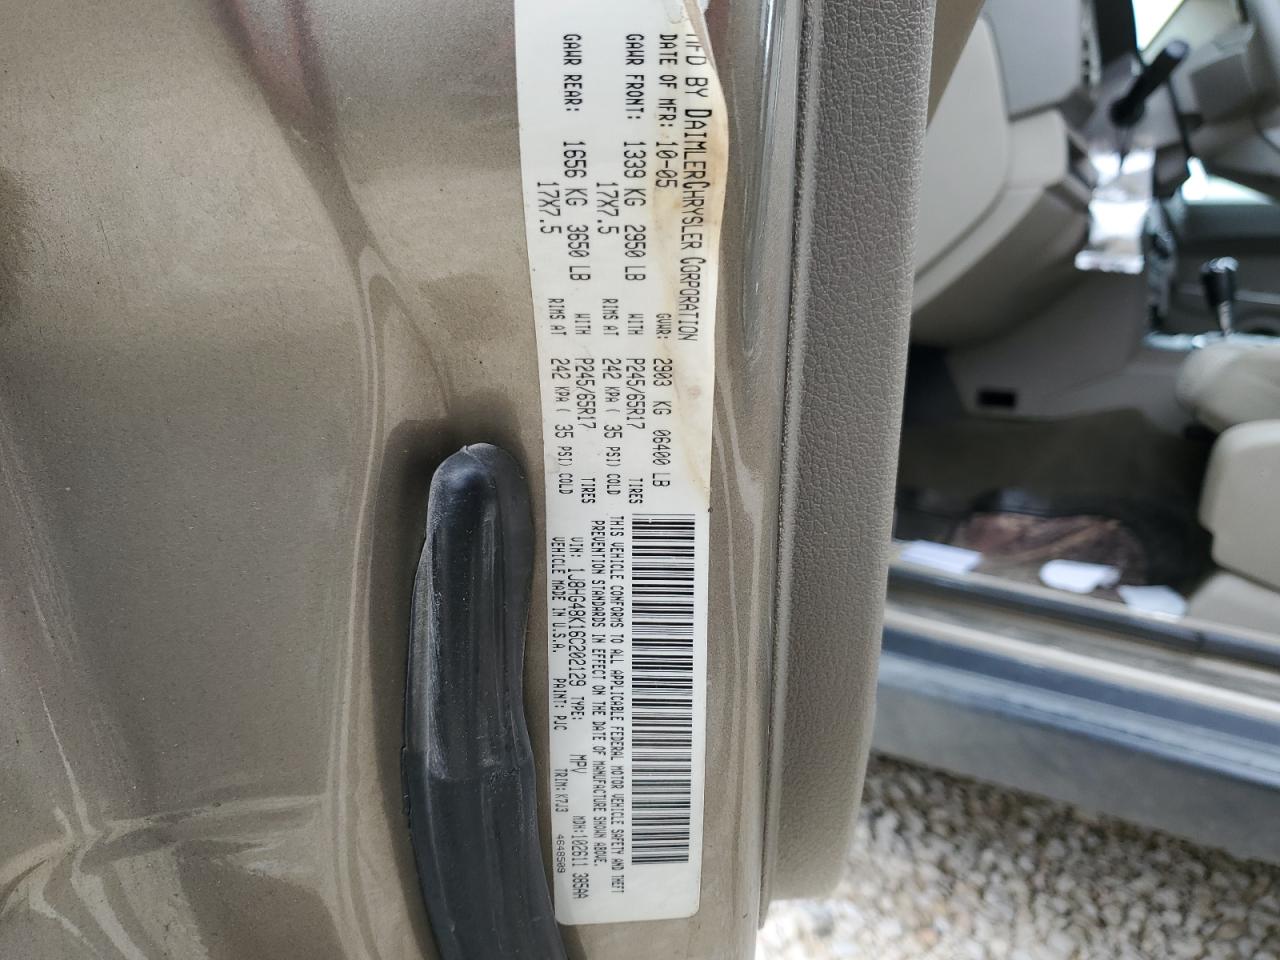 MFD BY DAIMLERCHRYSLER CORPORATION
DATE OF MFR: 10-05 GVWR: 2903 KG 06400 LB
GAWR FRONT: 1339 KG 2950 LB WITH P245/65R17 TIRES
17X7.5 RIMS AT 242 KPA ( 35 PSI) COLD
GAWR REAR: 1656 KG 3650 LB WITH P245/65R17 TIRES
17X7.5 RIMS AT 242 KPA ( 35 PSI) COLD
THIS VEHICLE CONFORMS TO ALL APPLICABLE FEDERAL MOTOR VEHICLE SAFETY AND THEFT
PREVENTION STANDARDS IN EFFECT ON THE DATE OF MANUFACTURE SHOWN ABOVE.
VIN: 1J8HG48K16C202129 TYPE: MPV MDH: 102611 385AA
VEHICLE MADE IN U.S.A. PAINT: PJC TRIM: K7J3 4648509